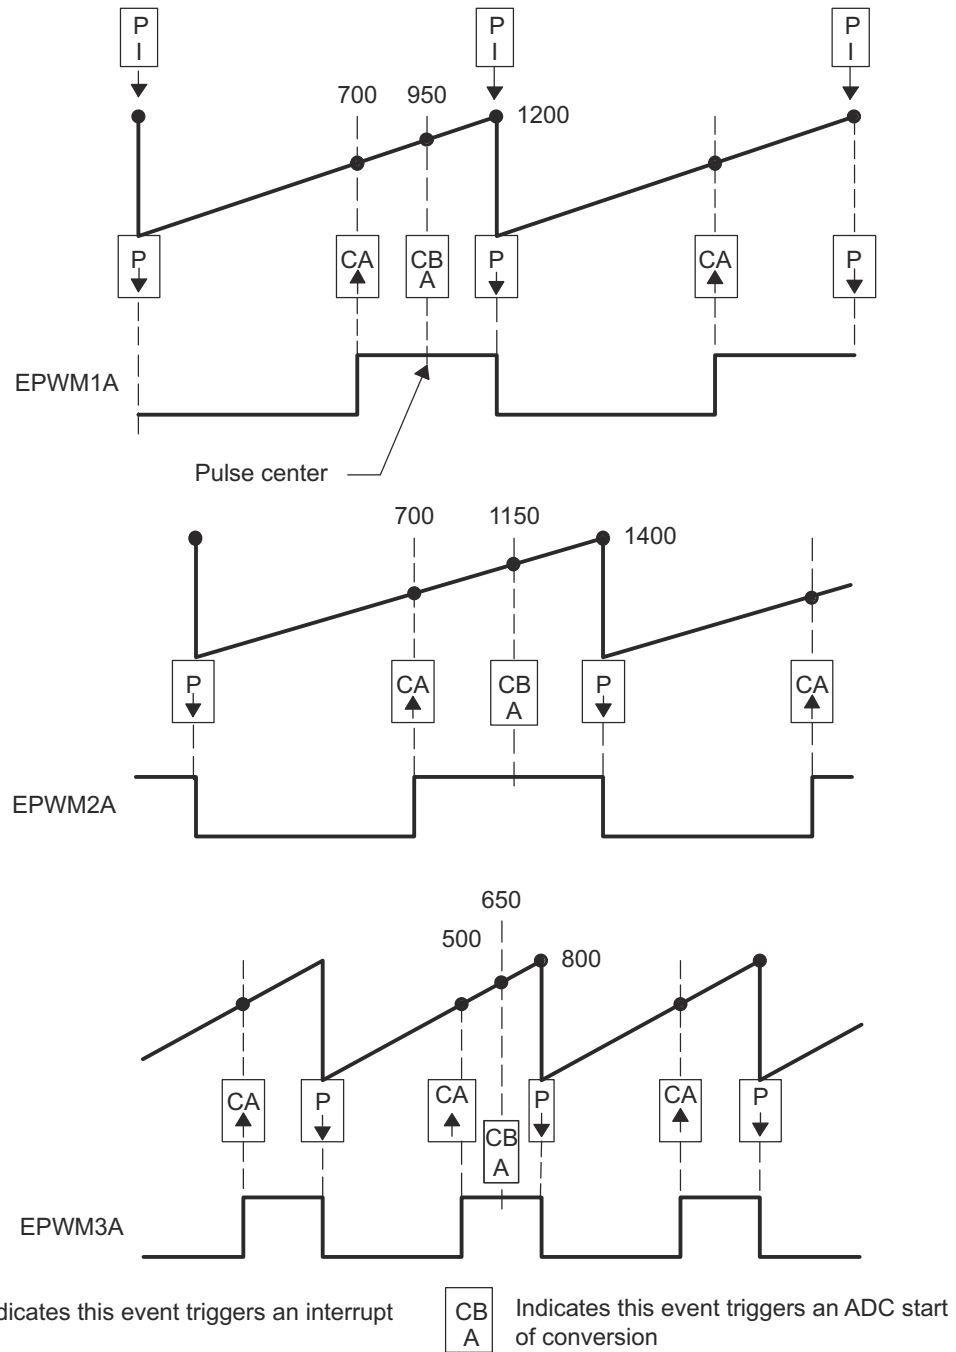 P P P
I I I
700 950
1200
P CA CB P CA P
A
EPWM1A
Pulse center
700 1150
1400
P CA CB P CA
A
EPWM2A
650
500
800
CA P CA P CA P
CB
A
EPWM3A
dicates this event triggers an interrupt
CB
A
Indicates this event triggers an ADC start
of conversion